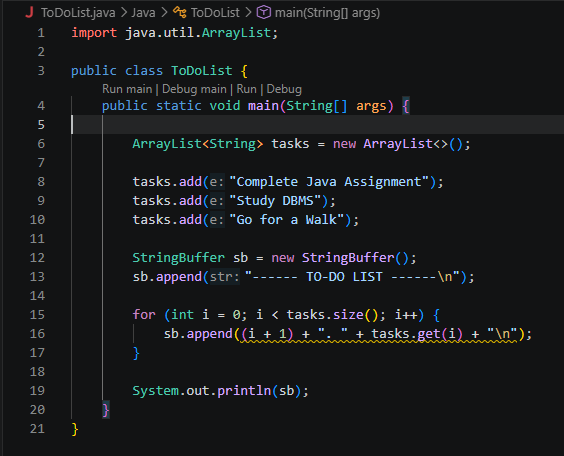 J ToDoList.java > Java > ToDoList > main(String[] args)
1 import java.util.ArrayList;
2
3 public class ToDoList {
Run main | Debug main | Run | Debug
4 public static void main(String[] args) {
5
6 ArrayList<String> tasks = new ArrayList<>();
7
8 tasks.add(e: "Complete Java Assignment");
9 tasks.add(e: "Study DBMS");
10 tasks.add(e: "Go for a Walk");
11
12 StringBuffer sb = new StringBuffer();
13 sb.append(str: "------ TO-DO LIST ------\n");
14
15 for (int i = 0; i < tasks.size(); i++) {
16 sb.append((i + 1) + ". " + tasks.get(i) + "\n");
17 }
18
19 System.out.println(sb);
20 }
21 }